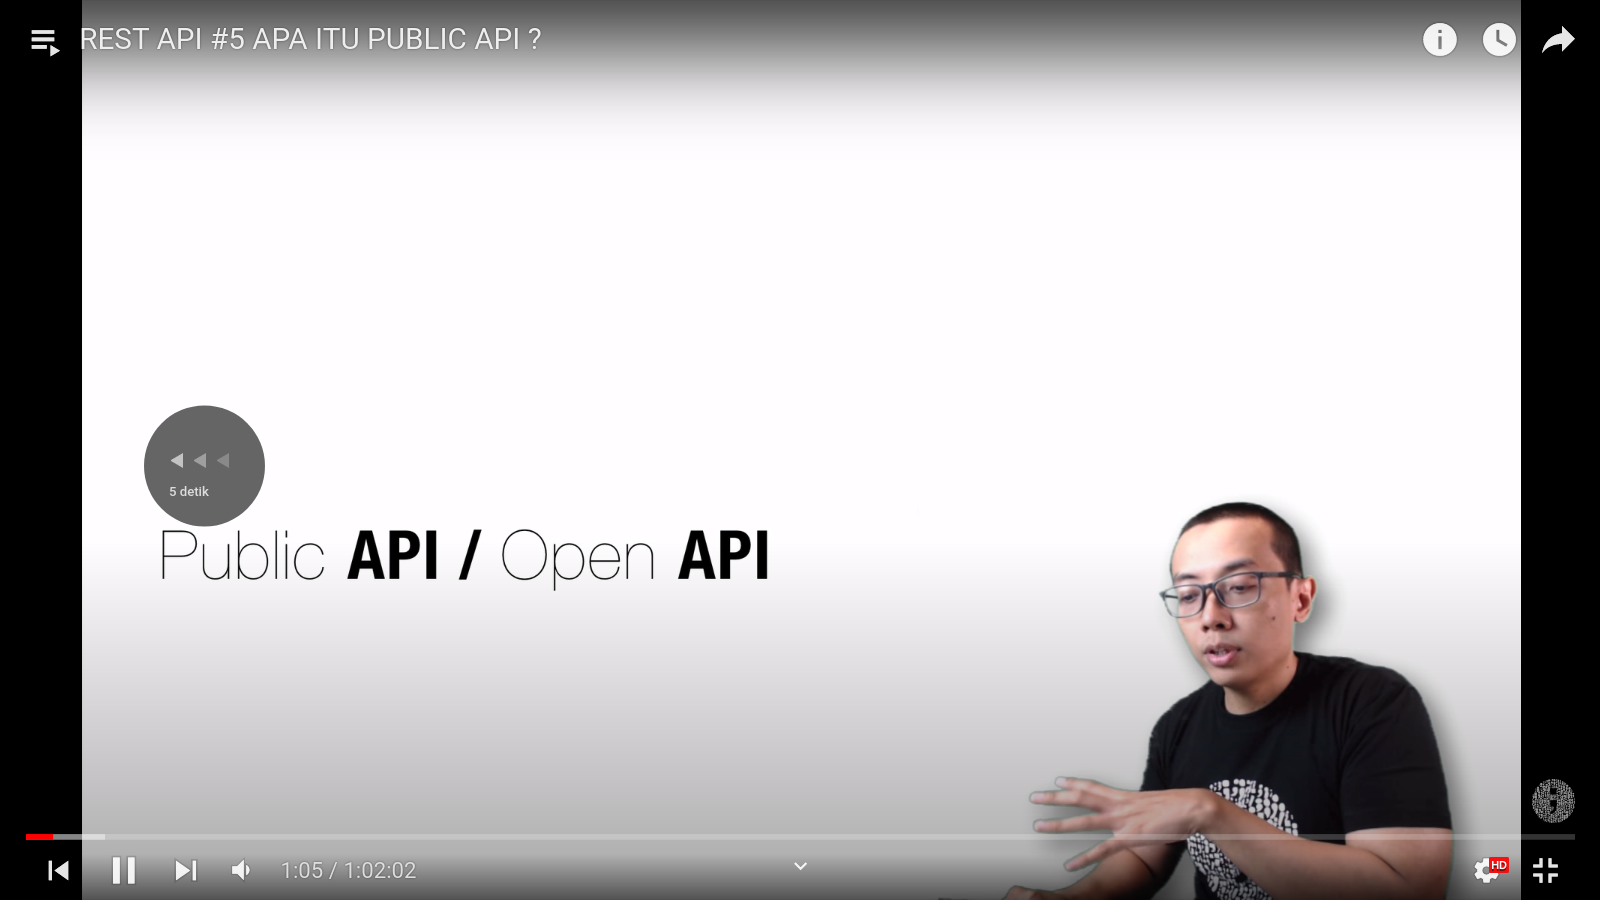 REST API #5 APA ITU PUBLIC API ?
5 detik
Public API / Open API
1:05 / 1:02:02
HD